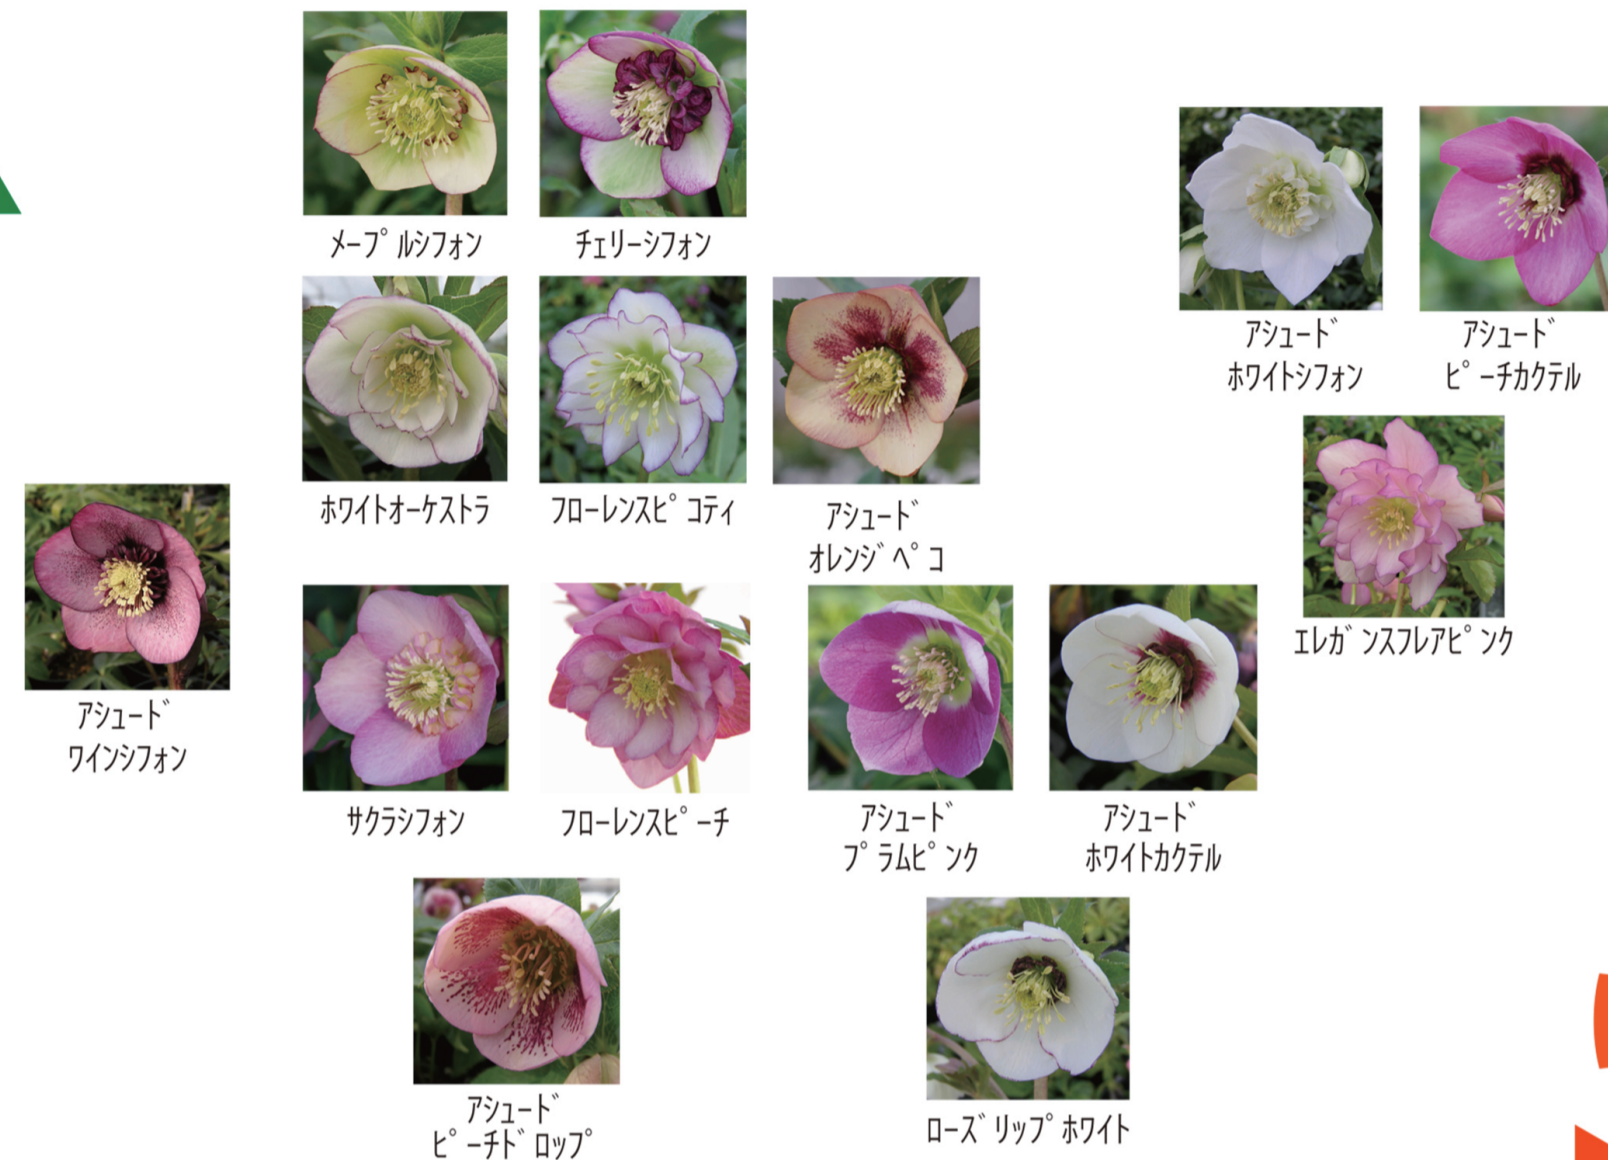 メープルシフォン
チェリーシフォン
アシュード
ホワイトシフォン
アシュード
ピーチカクテル
ホワイトオーケストラ
フローレンスピコティ
アシュード
オレンジペコ
エレガンスフレアピンク
アシュード
ワインシフォン
サクラシフォン
フローレンスピーチ
アシュード
プラムピンク
アシュード
ホワイトカクテル
アシュード
ピーチドロップ
ローズリップホワイト